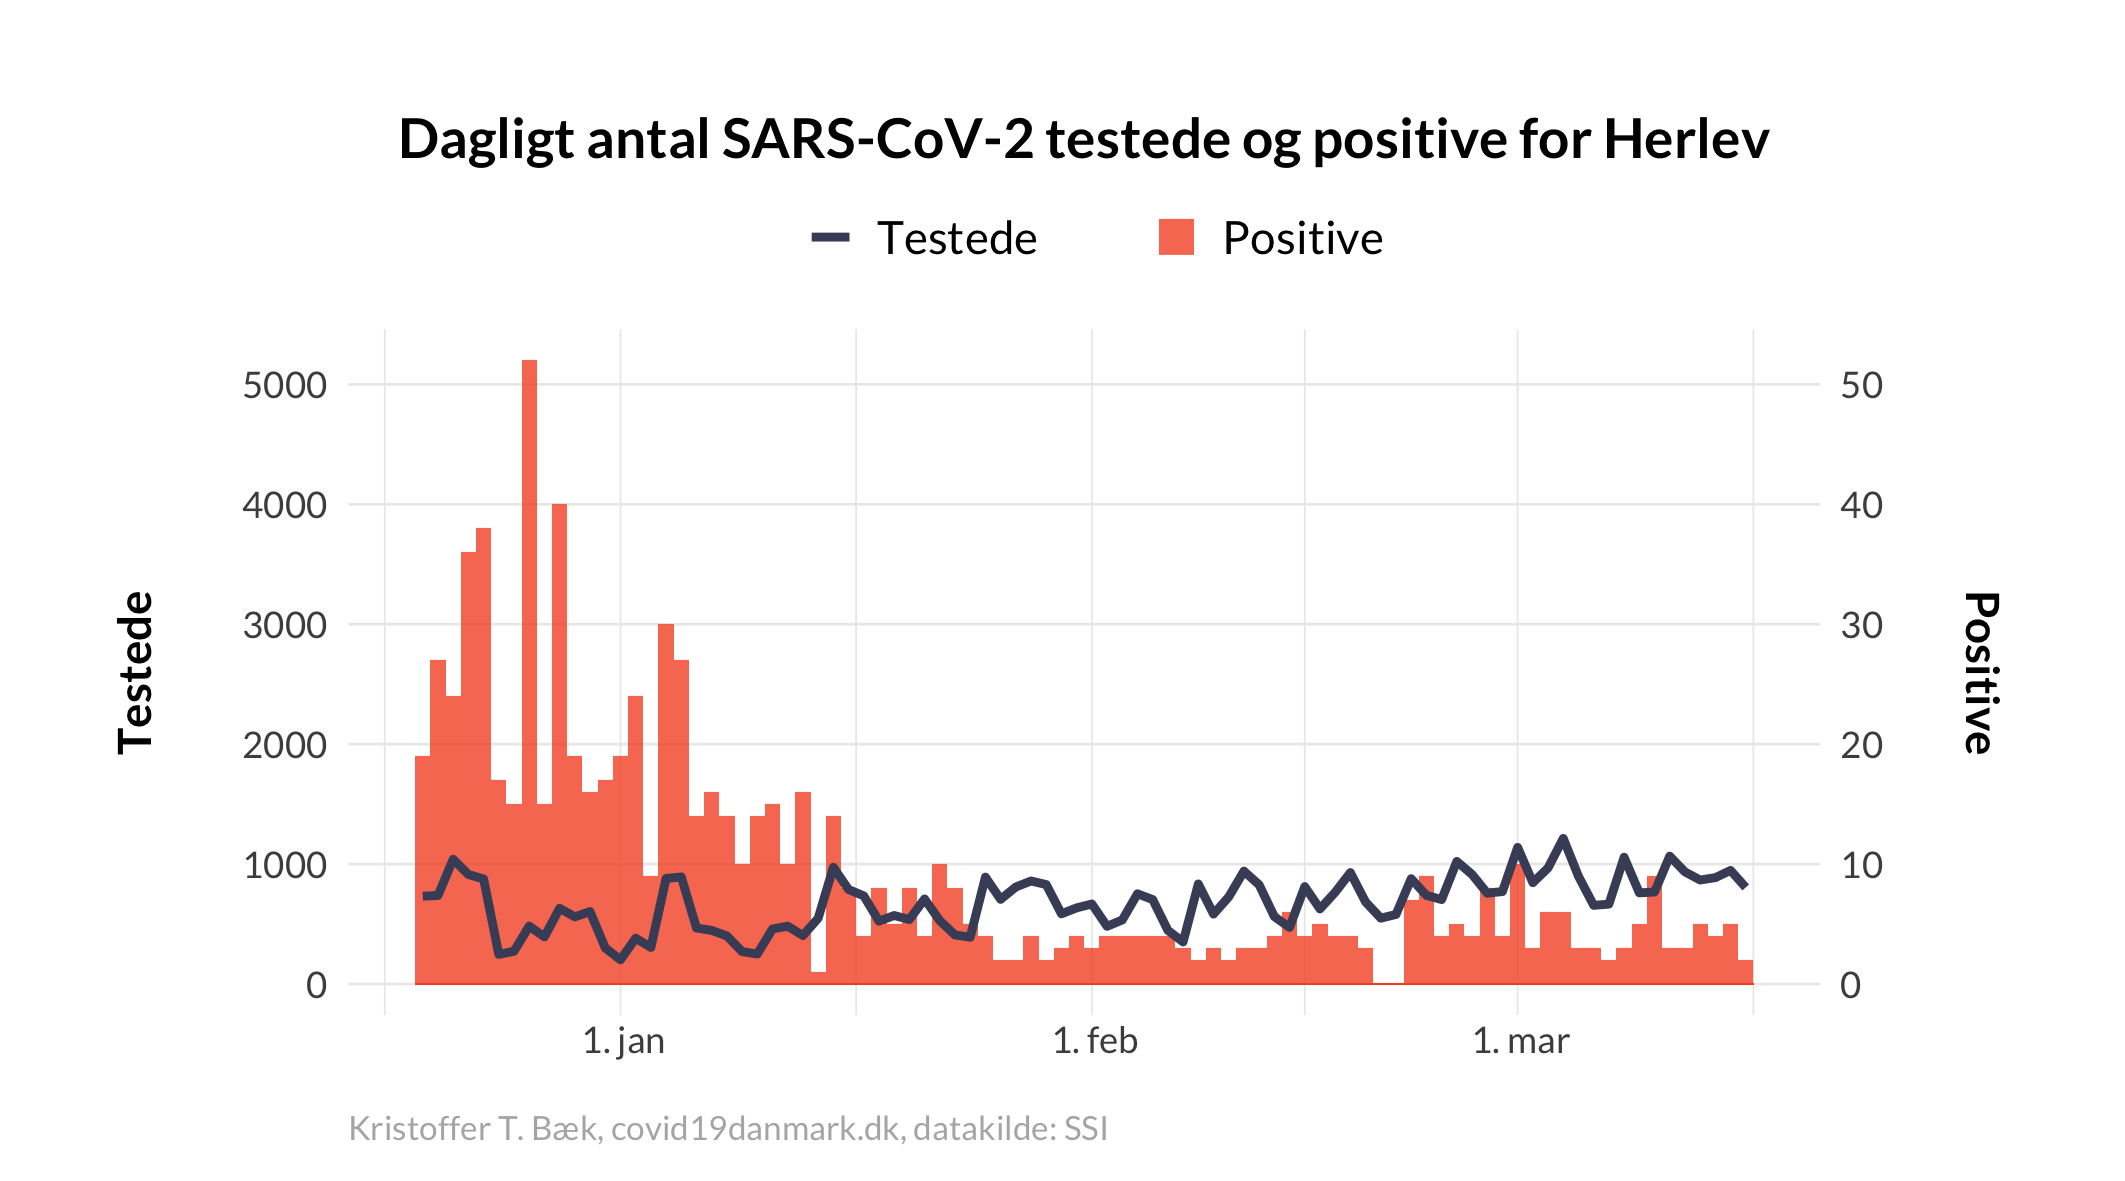 Dagligt antal SARS-CoV-2 testede og positive for Herlev
Testede
Positive
5000
4000
3000
2000
1000
0
Testede
50
40
30
20
10
0
Positive
1. jan
1. feb
1. mar
Kristoffer T. Bæk, covid19danmark.dk, datakilde: SSI